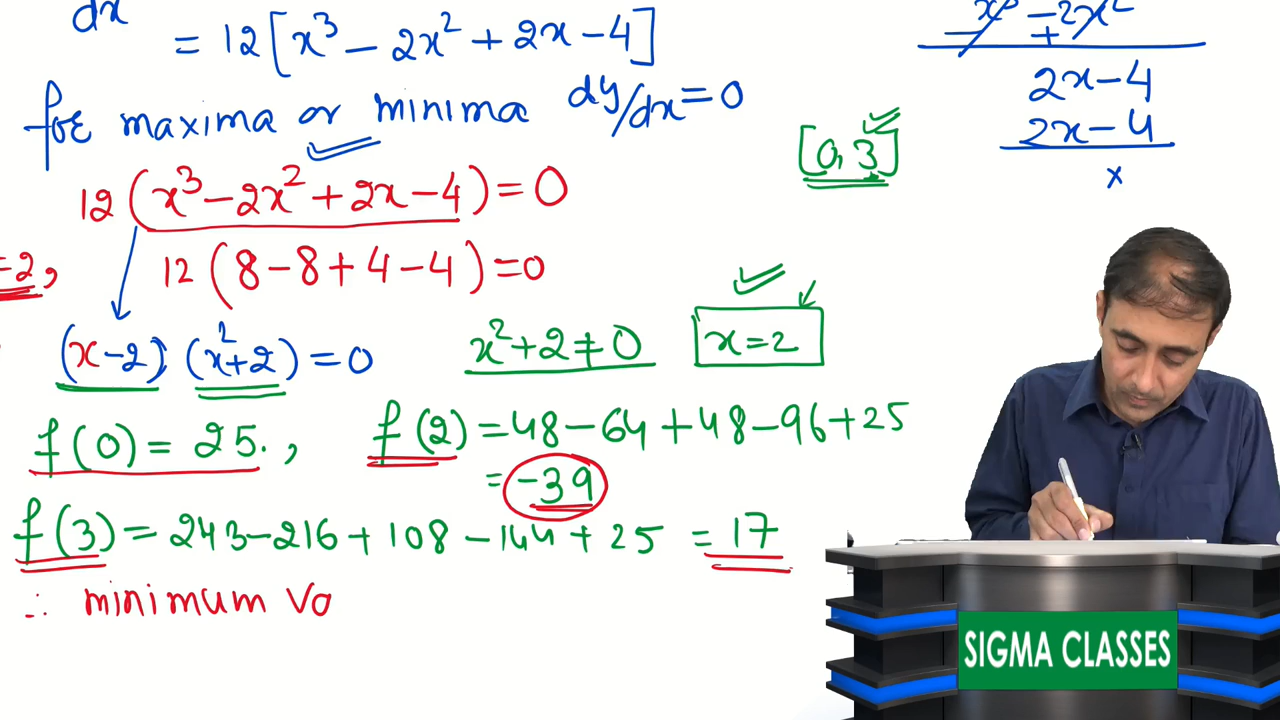 dx
= 12[x³ - 2x² + 2x - 4]
x³ - 2x²
- +
2x - 4
2x - 4
x
for maxima or minima dy/dx = 0
[0, 3]
12(x³ - 2x² + 2x - 4) = 0
=2, 12(8 - 8 + 4 - 4) = 0
(x - 2) (x² + 2) = 0 x² + 2 ≠ 0 x = 2
f(0) = 25. , f(2) = 48 - 64 + 48 - 96 + 25
= -39
f(3) = 243 - 216 + 108 - 144 + 25 = 17
∴ minimum va
SIGMA CLASSES